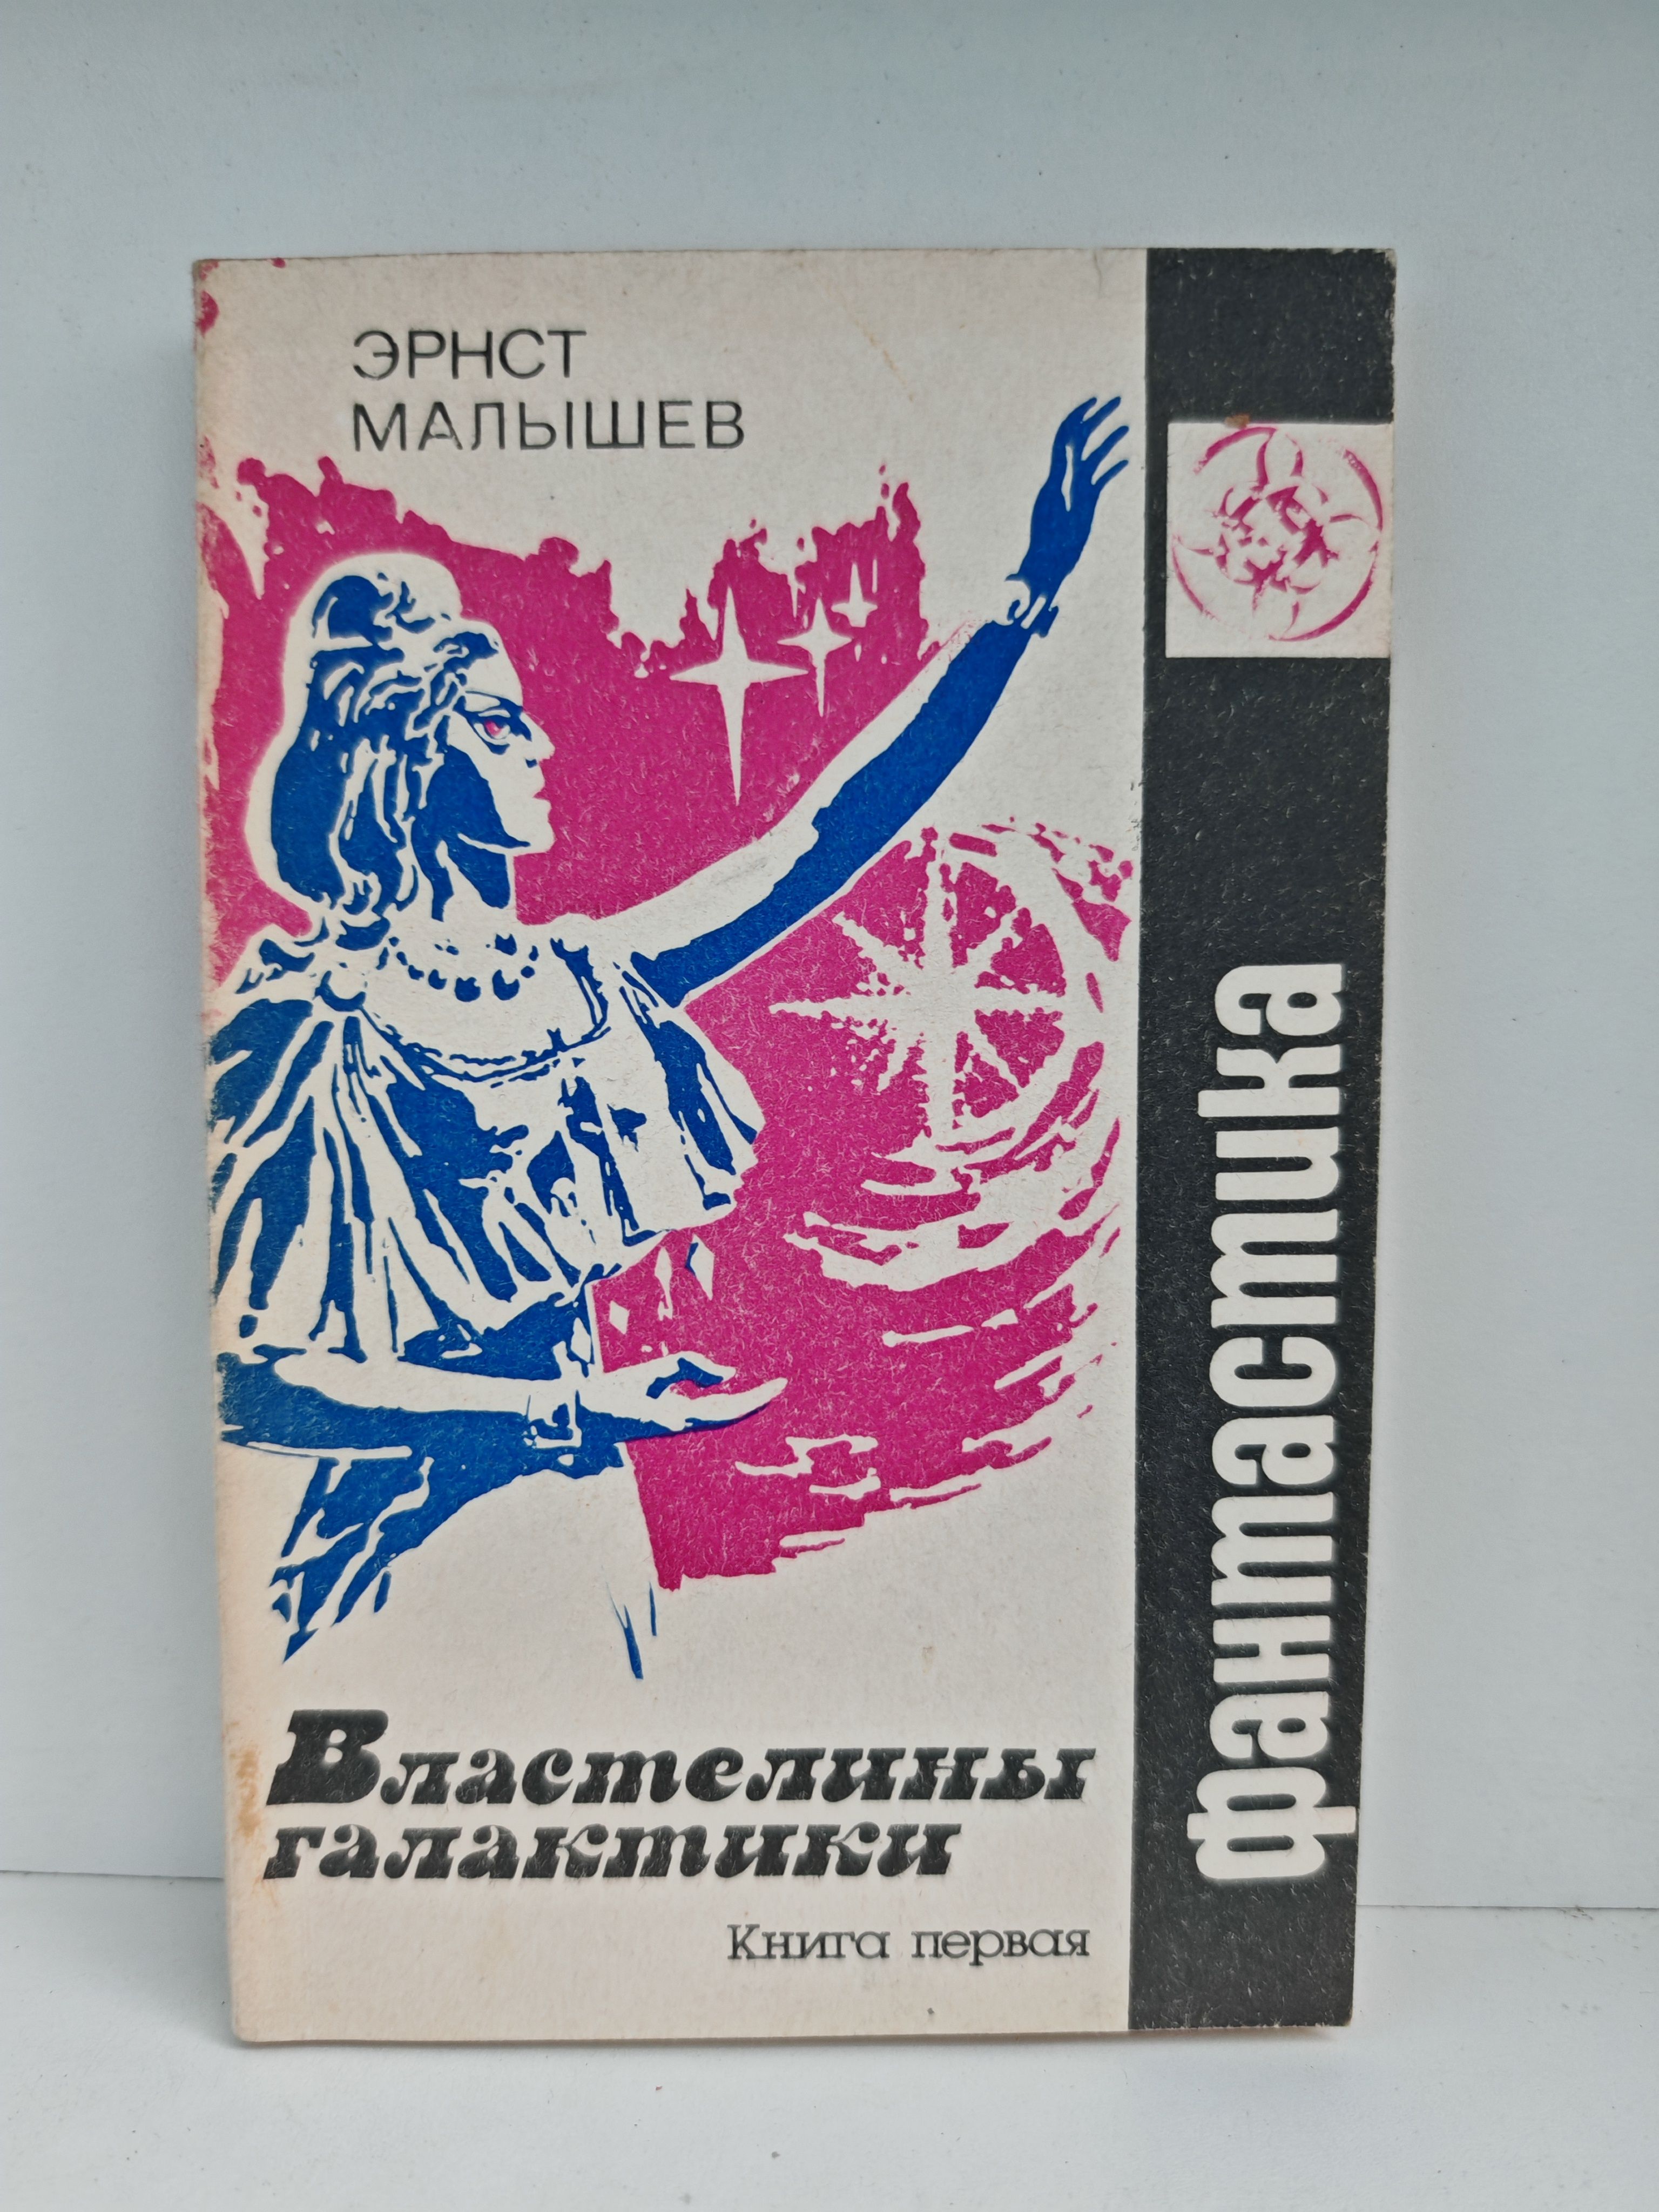 ЭРНСТ
МАЛЫШЕВ
фантастика
Властелины
галактики
Книга первая